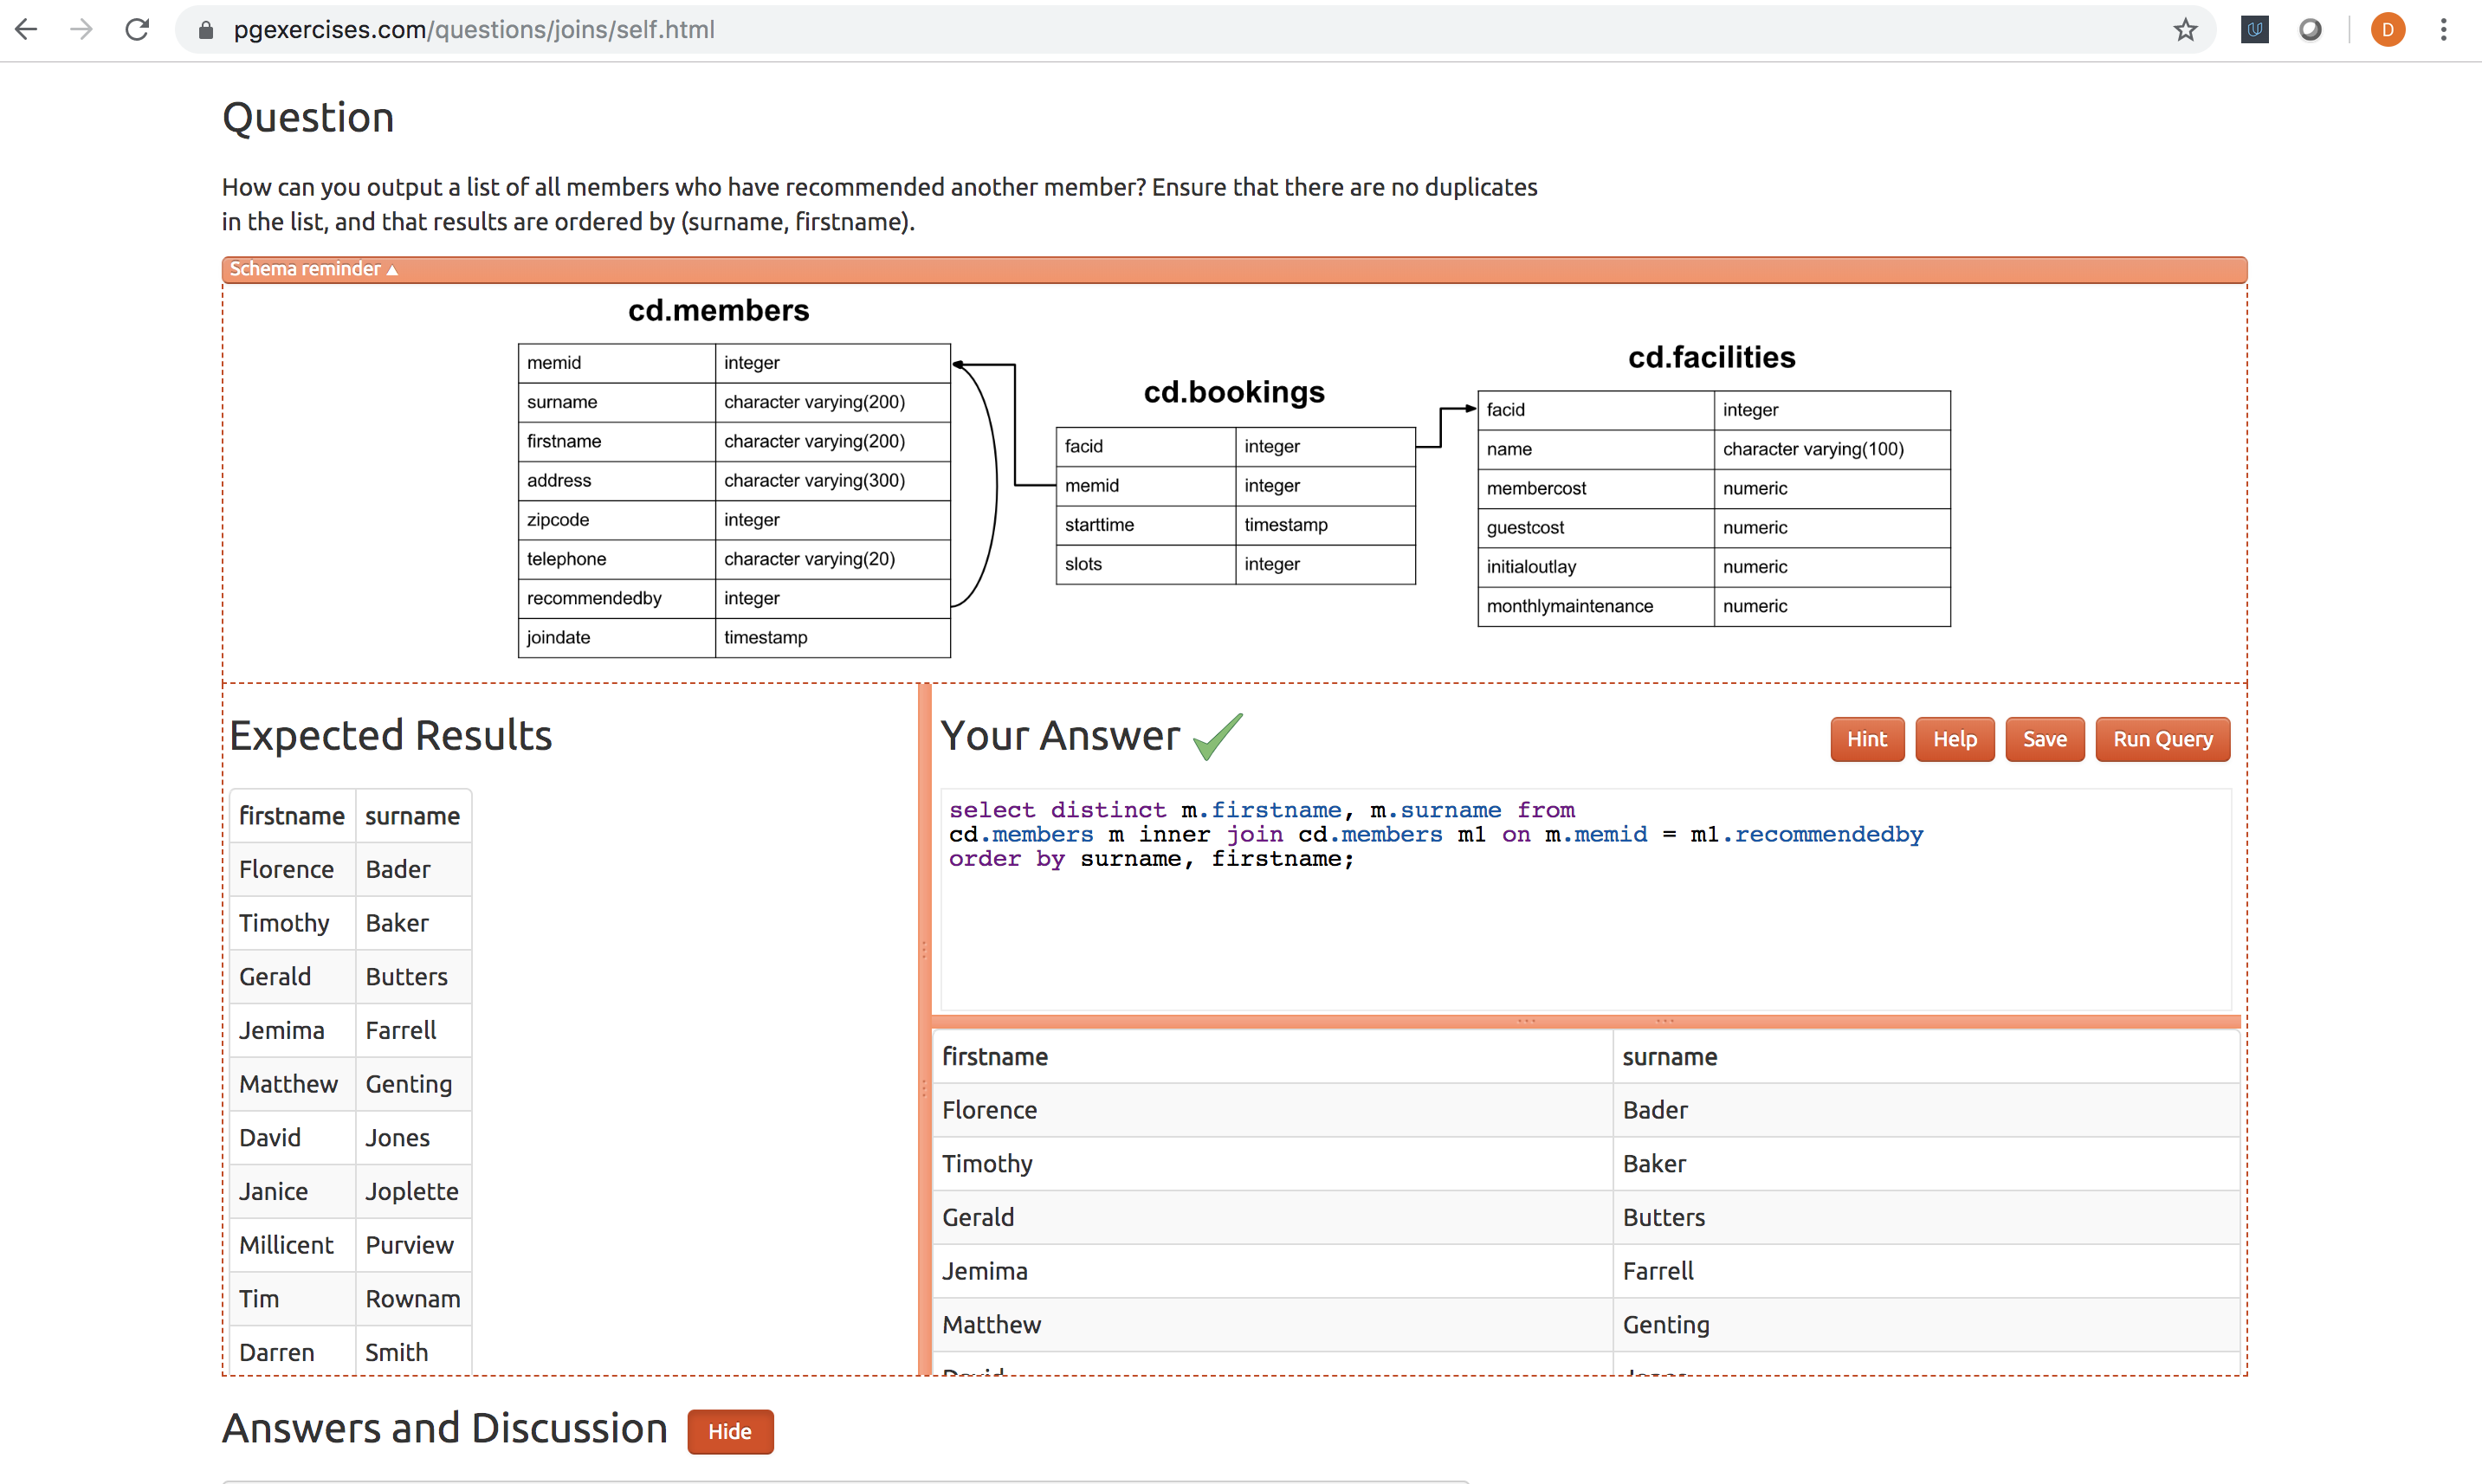 pgexercises.com/questions/joins/self.html
D
Question
How can you output a list of all members who have recommended another member? Ensure that there are no duplicates
in the list, and that results are ordered by (surname, firstname).
Schema reminder ▲
cd.members
memid integer
surname character varying(200)
firstname character varying(200)
address character varying(300)
zipcode integer
telephone character varying(20)
recommendedby integer
joindate timestamp
cd.bookings
facid integer
memid integer
starttime timestamp
slots integer
cd.facilities
facid integer
name character varying(100)
membercost numeric
guestcost numeric
initialoutlay numeric
monthlymaintenance numeric
Expected Results
firstname surname
Florence Bader
Timothy Baker
Gerald Butters
Jemima Farrell
Matthew Genting
David Jones
Janice Joplette
Millicent Purview
Tim Rownam
Darren Smith
Your Answer
Hint Help Save Run Query
select distinct m.firstname, m.surname from
cd.members m inner join cd.members m1 on m.memid = m1.recommendedby
order by surname, firstname;
firstname surname
Florence Bader
Timothy Baker
Gerald Butters
Jemima Farrell
Matthew Genting
David Jones
Answers and Discussion Hide